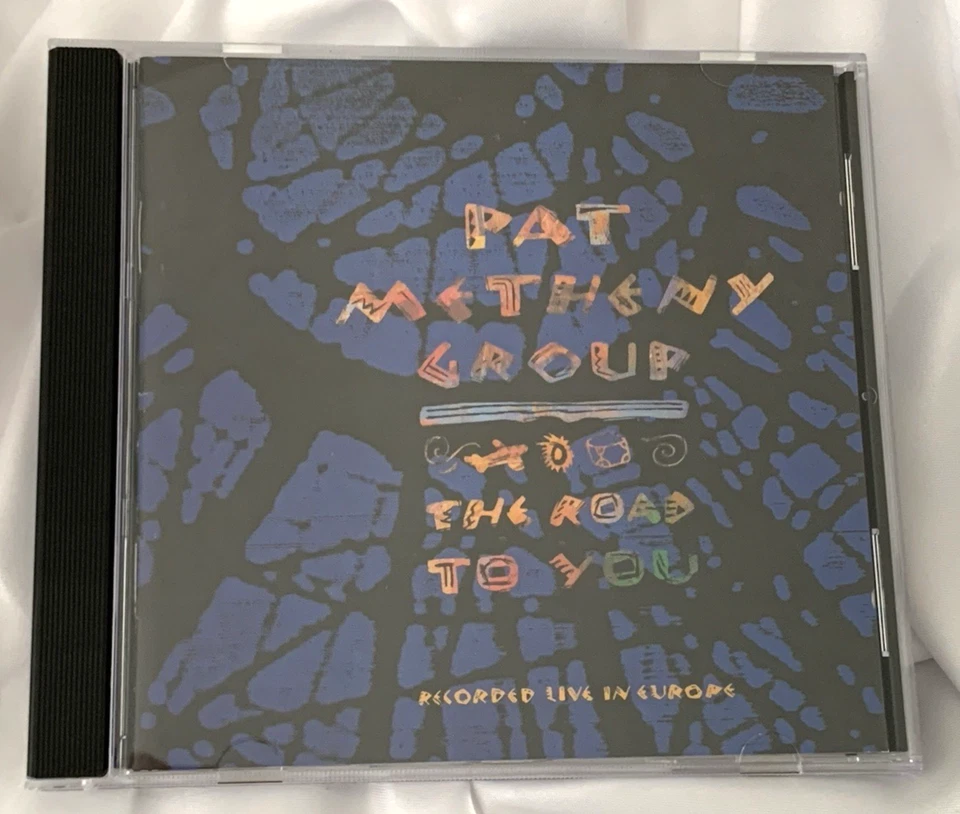 PAT
METHENY
GROUP
THE ROAD
TO YOU
RECORDED LIVE IN EUROPE